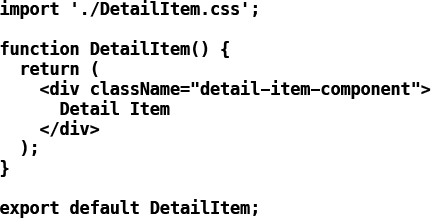 import './DetailItem.css';

function DetailItem() {
  return (
    <div className="detail-item-component">
      Detail Item
    </div>
  );
}

export default DetailItem;